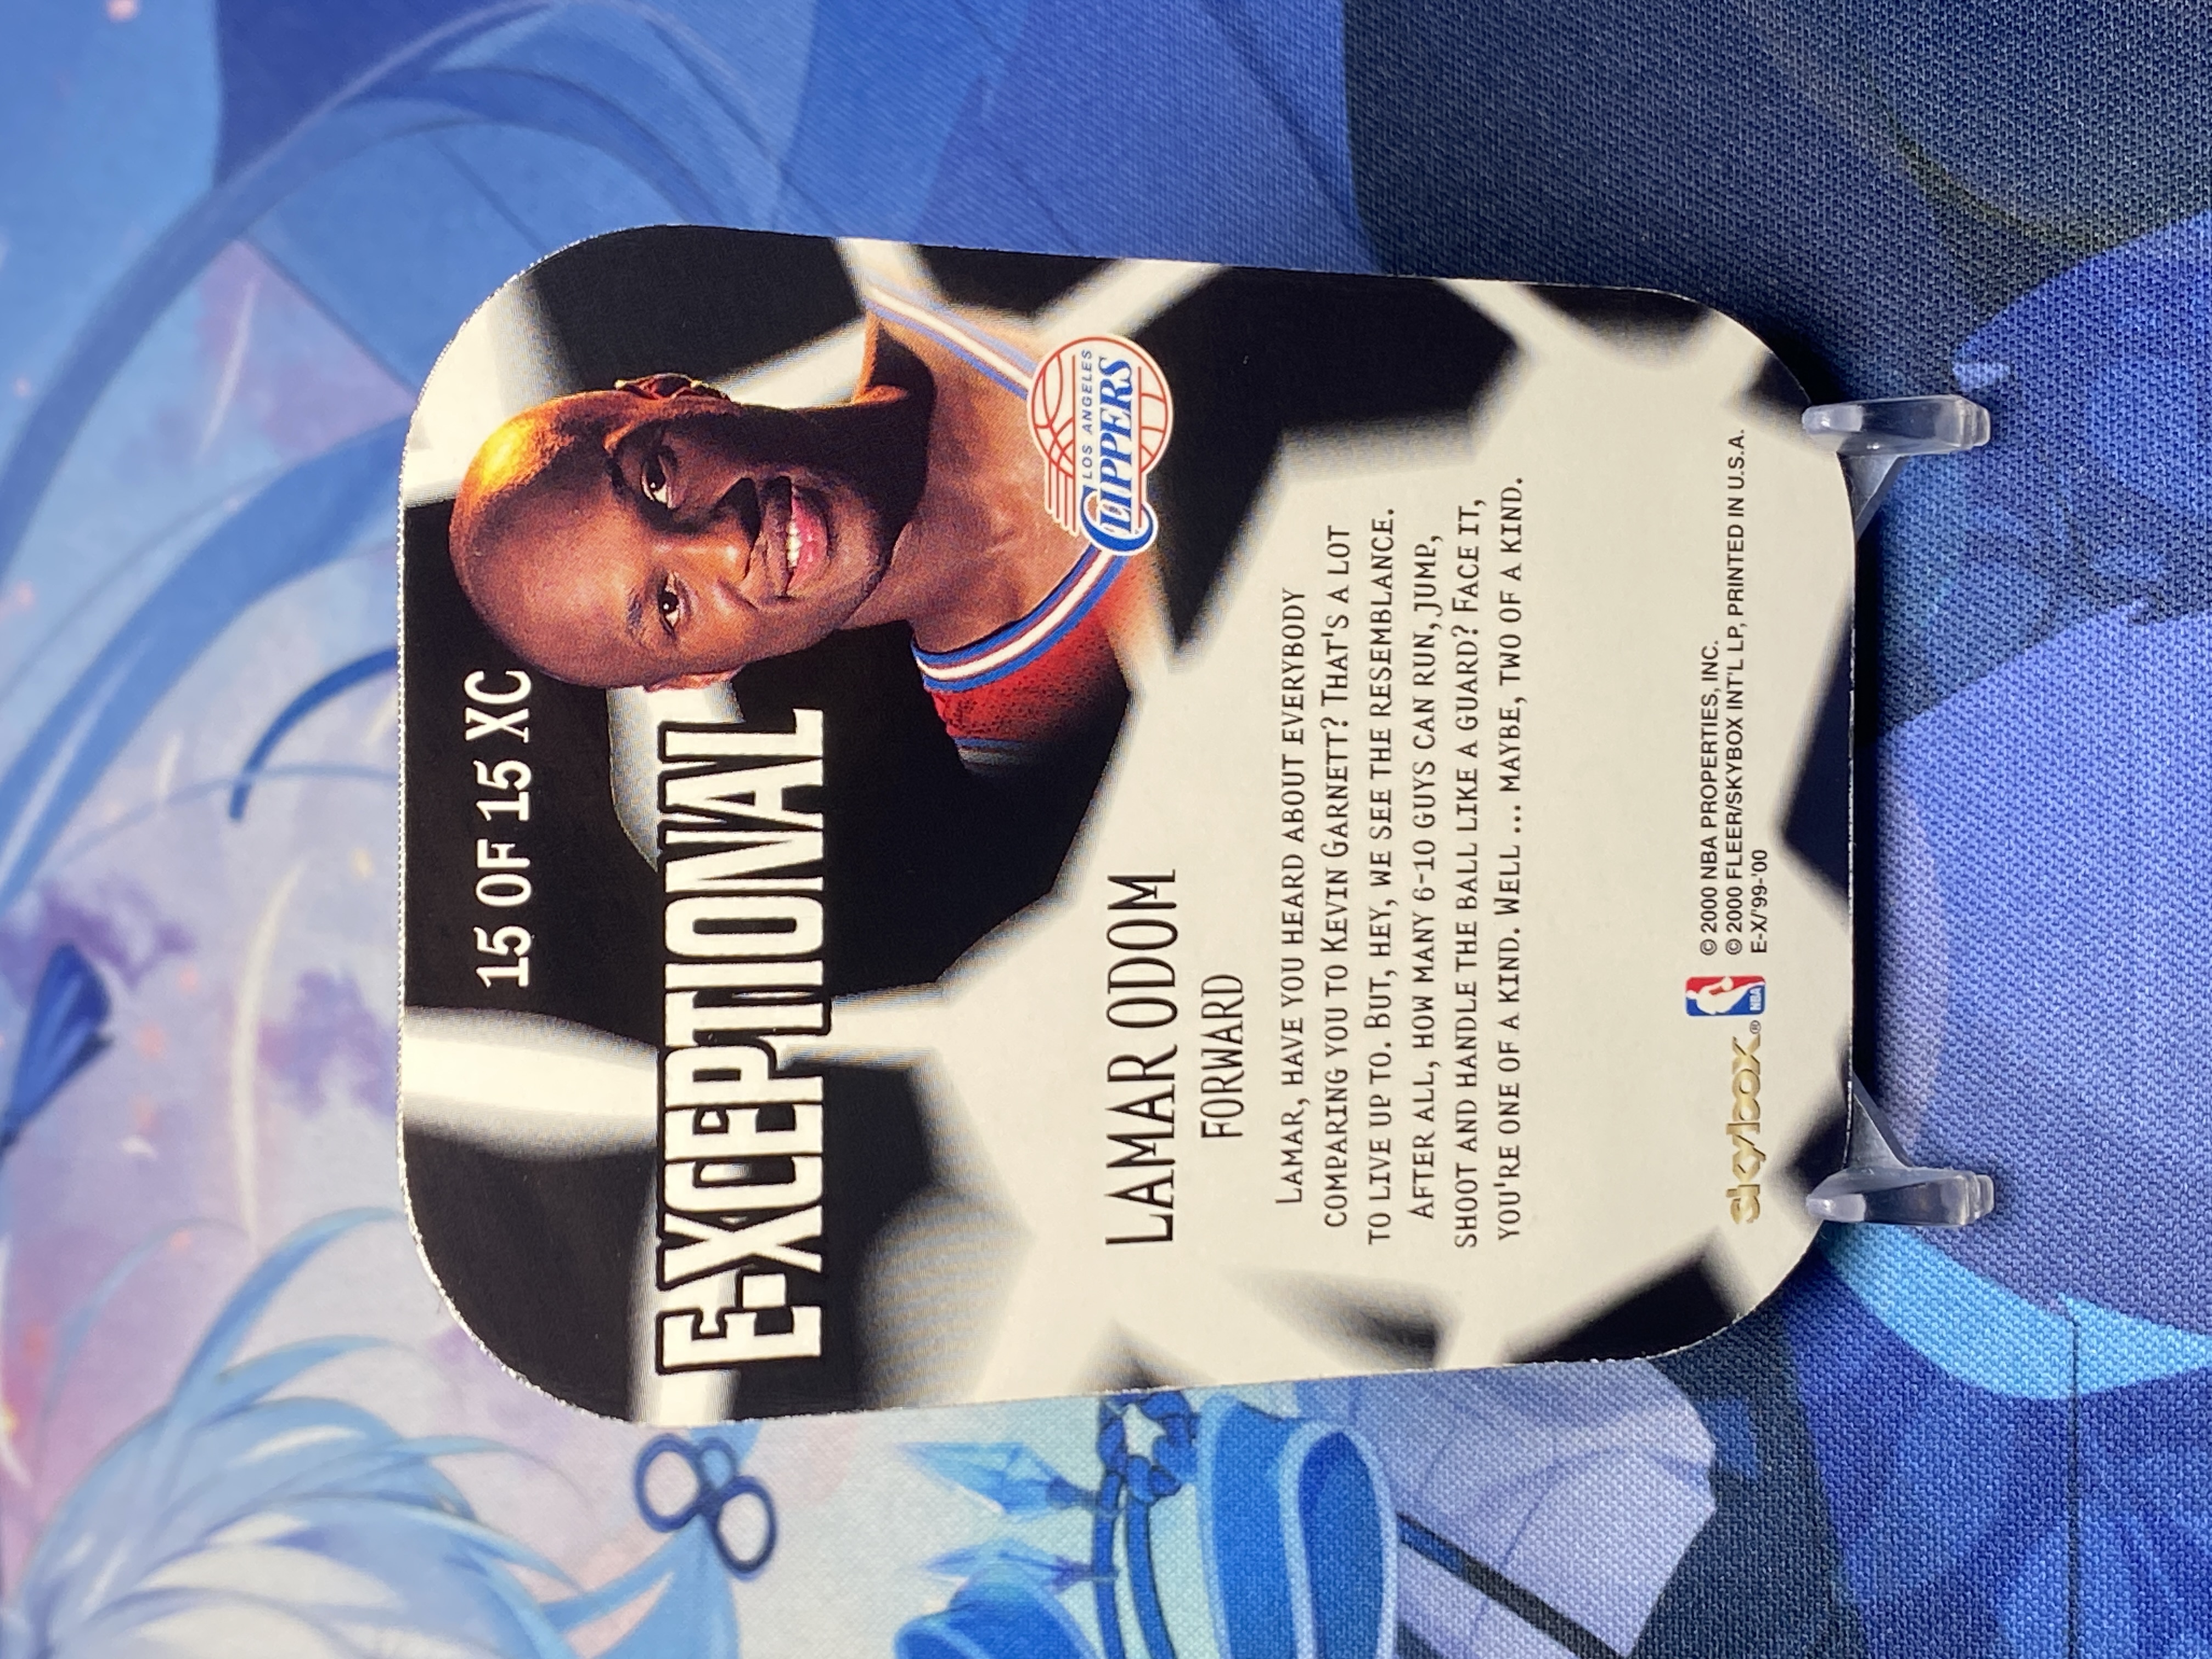 15 OF 15 XC
E-XCEPTIONAL
LOS ANGELES
CLIPPERS
LAMAR ODOM
FORWARD
LAMAR, HAVE YOU HEARD ABOUT EVERYBODY
COMPARING YOU TO KEVIN GARNETT? THAT'S A LOT
TO LIVE UP TO. BUT, HEY, WE SEE THE RESEMBLANCE.
AFTER ALL, HOW MANY 6-10 GUYS CAN RUN, JUMP,
SHOOT AND HANDLE THE BALL LIKE A GUARD? FACE IT,
YOU'RE ONE OF A KIND. WELL ... MAYBE, TWO OF A KIND.
skybox®
NBA
© 2000 NBA PROPERTIES, INC.
© 2000 FLEER/SKYBOX INT'L LP, PRINTED IN U.S.A.
E-X/'99-'00